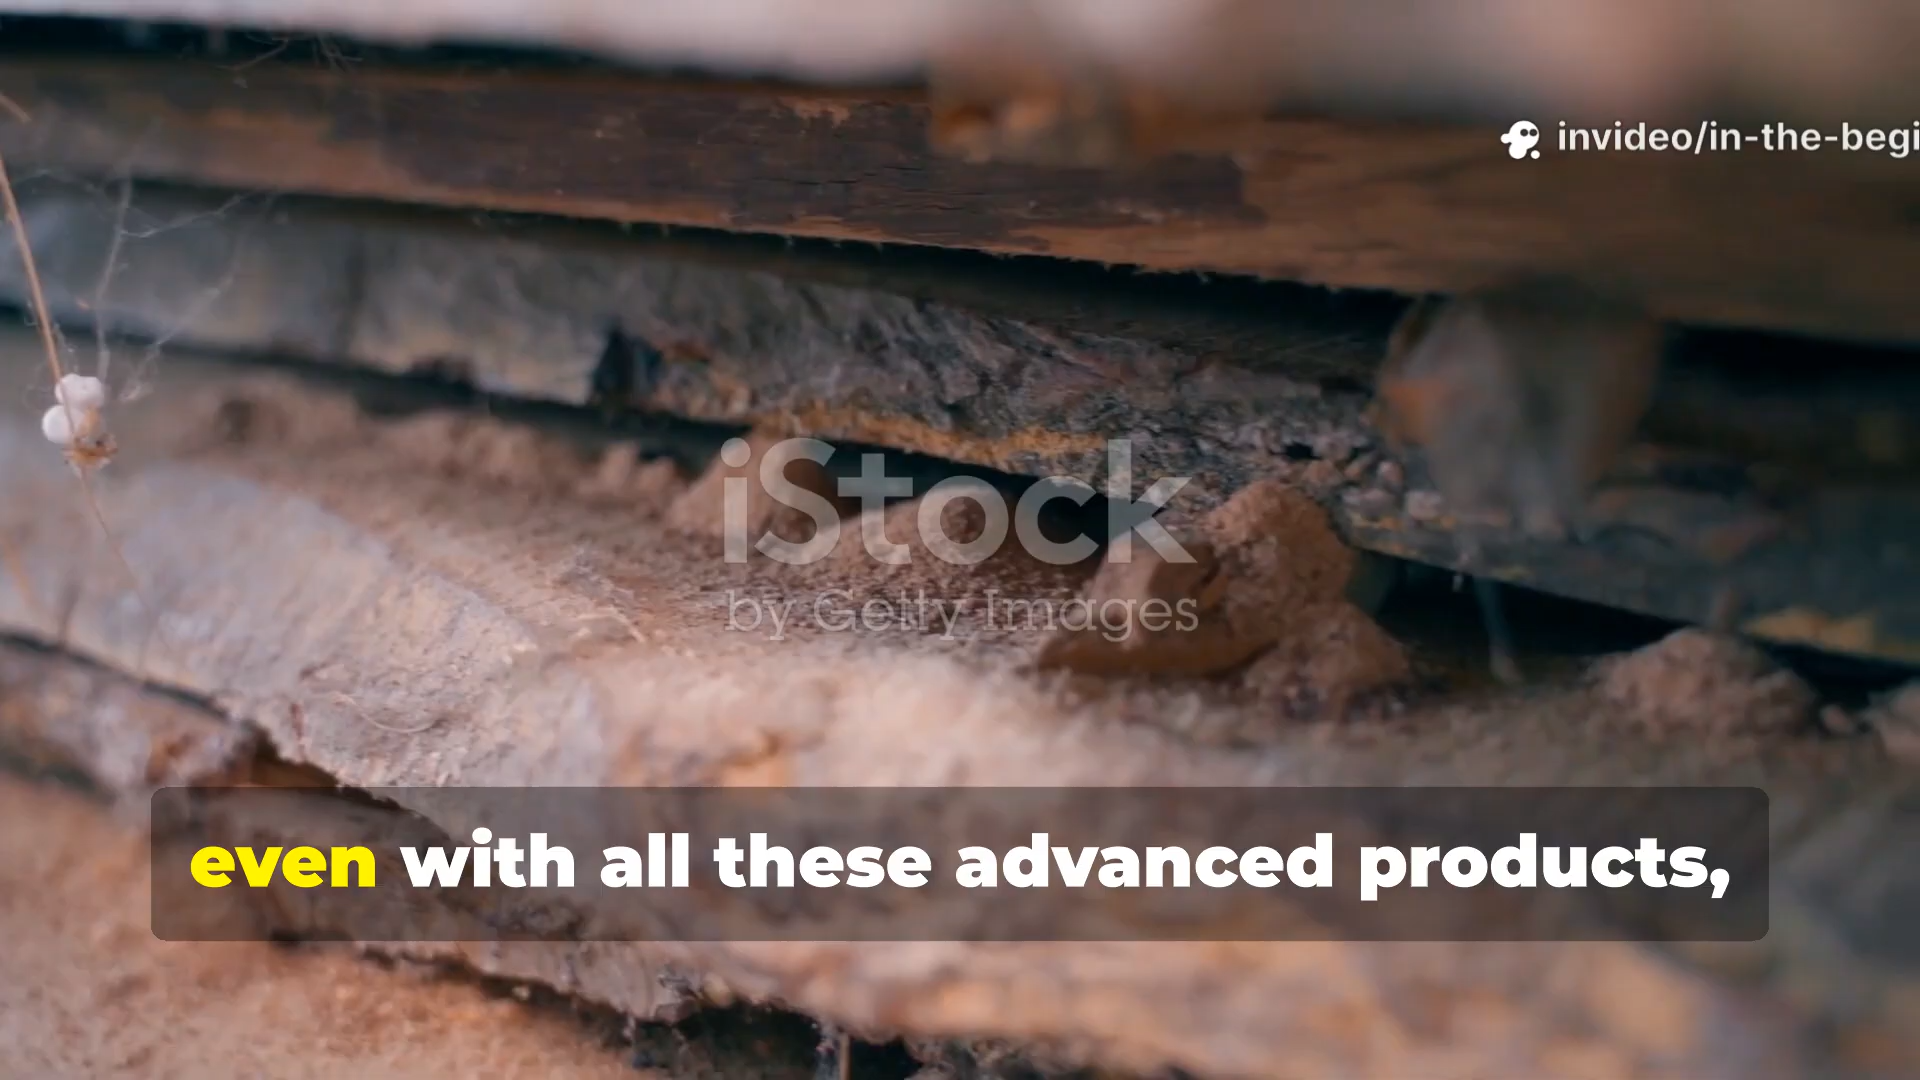 invideo/in-the-begi
iStock
by Getty Images
even with all these advanced products,